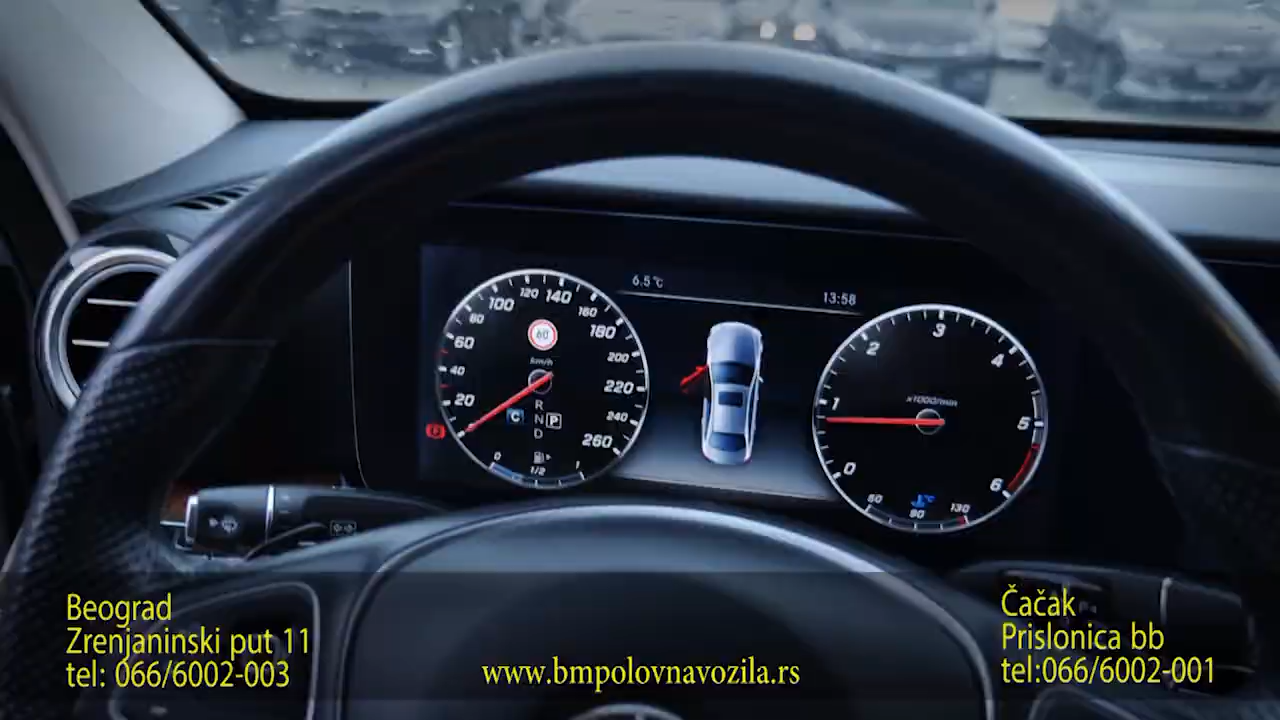 6.5°C
13:58
20
40
60
80
100
120
140
160
180
200
220
240
260
60
km/h
R
N
D
C
P
P
0
1/2
1
0
1
2
3
4
5
6
x1000/min
50
90
130
°C
Beograd
Zrenjaninski put 11
tel: 066/6002-003
www.bmpolovnavozila.rs
Čačak
Prislonica bb
tel:066/6002-001